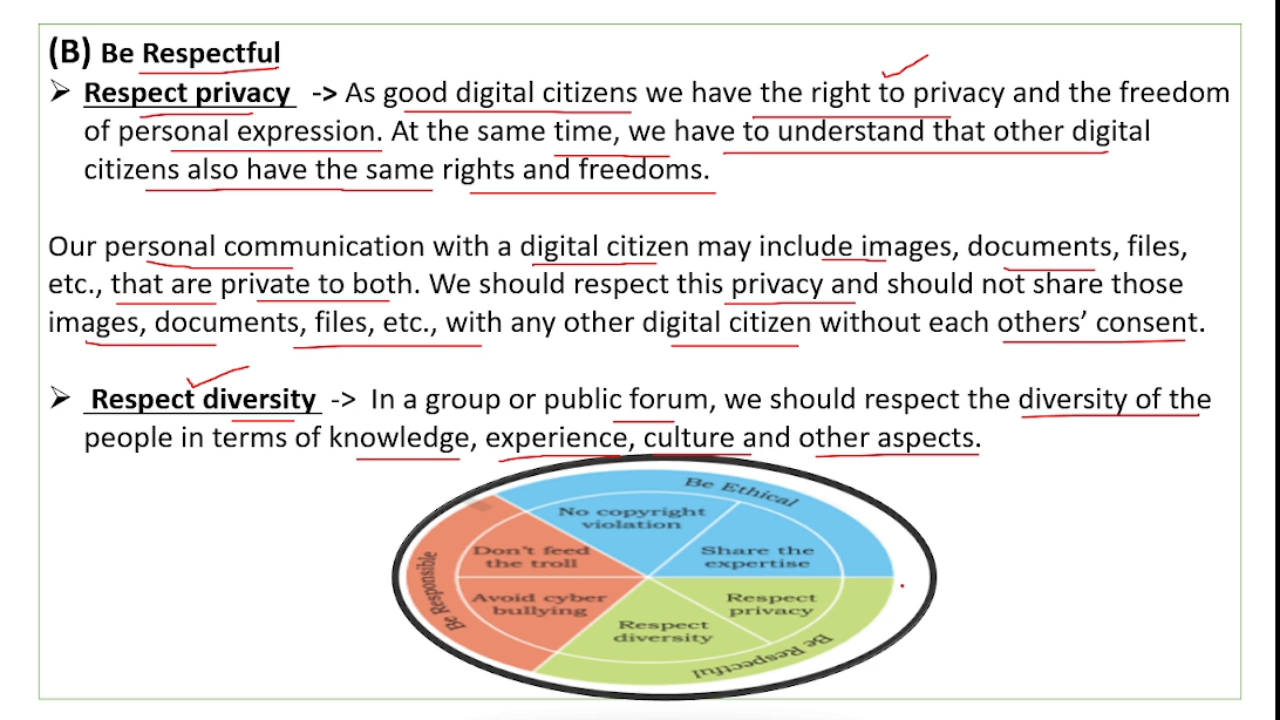 (B) Be Respectful
➢ Respect privacy -> As good digital citizens we have the right to privacy and the freedom
of personal expression. At the same time, we have to understand that other digital
citizens also have the same rights and freedoms.
Our personal communication with a digital citizen may include images, documents, files,
etc., that are private to both. We should respect this privacy and should not share those
images, documents, files, etc., with any other digital citizen without each others’ consent.
➢ Respect diversity -> In a group or public forum, we should respect the diversity of the
people in terms of knowledge, experience, culture and other aspects.
Be Ethical
No copyright
violation
Share the
expertise
Be Responsible
Don't feed
the troll
Avoid cyber
bullying
Respect
privacy
Respect
diversity
Be Respectful